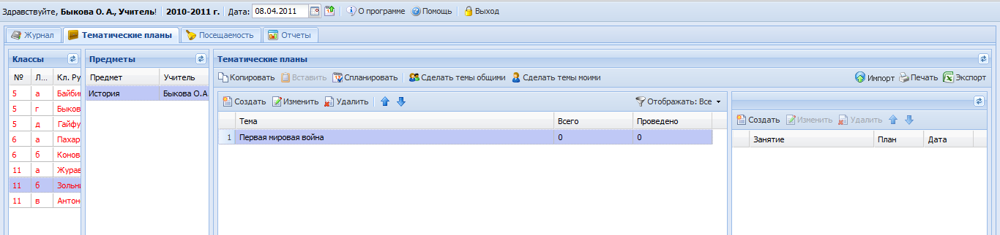 Здравствуйте, Быкова О. А., Учитель! 2010-2011 г. Дата: 08.04.2011 О программе Помощь Выход
Журнал Тематические планы Посещаемость Отчеты
Классы Предметы Тематические планы
№ Л... Кл. Ру Предмет Учитель Копировать Вставить Спланировать Сделать темы общими Сделать темы моими Импорт Печать Экспорт
5 а Байби История Быкова О.А Создать Изменить Удалить Отображать: Все
5 г Быков Тема Всего Проведено Создать Изменить Удалить
5 д Гайфу 1 Первая мировая война 0 0 Занятие План Дата
6 а Пахар
6 б Конов
11 а Журав
11 б Зольни
11 в Антон